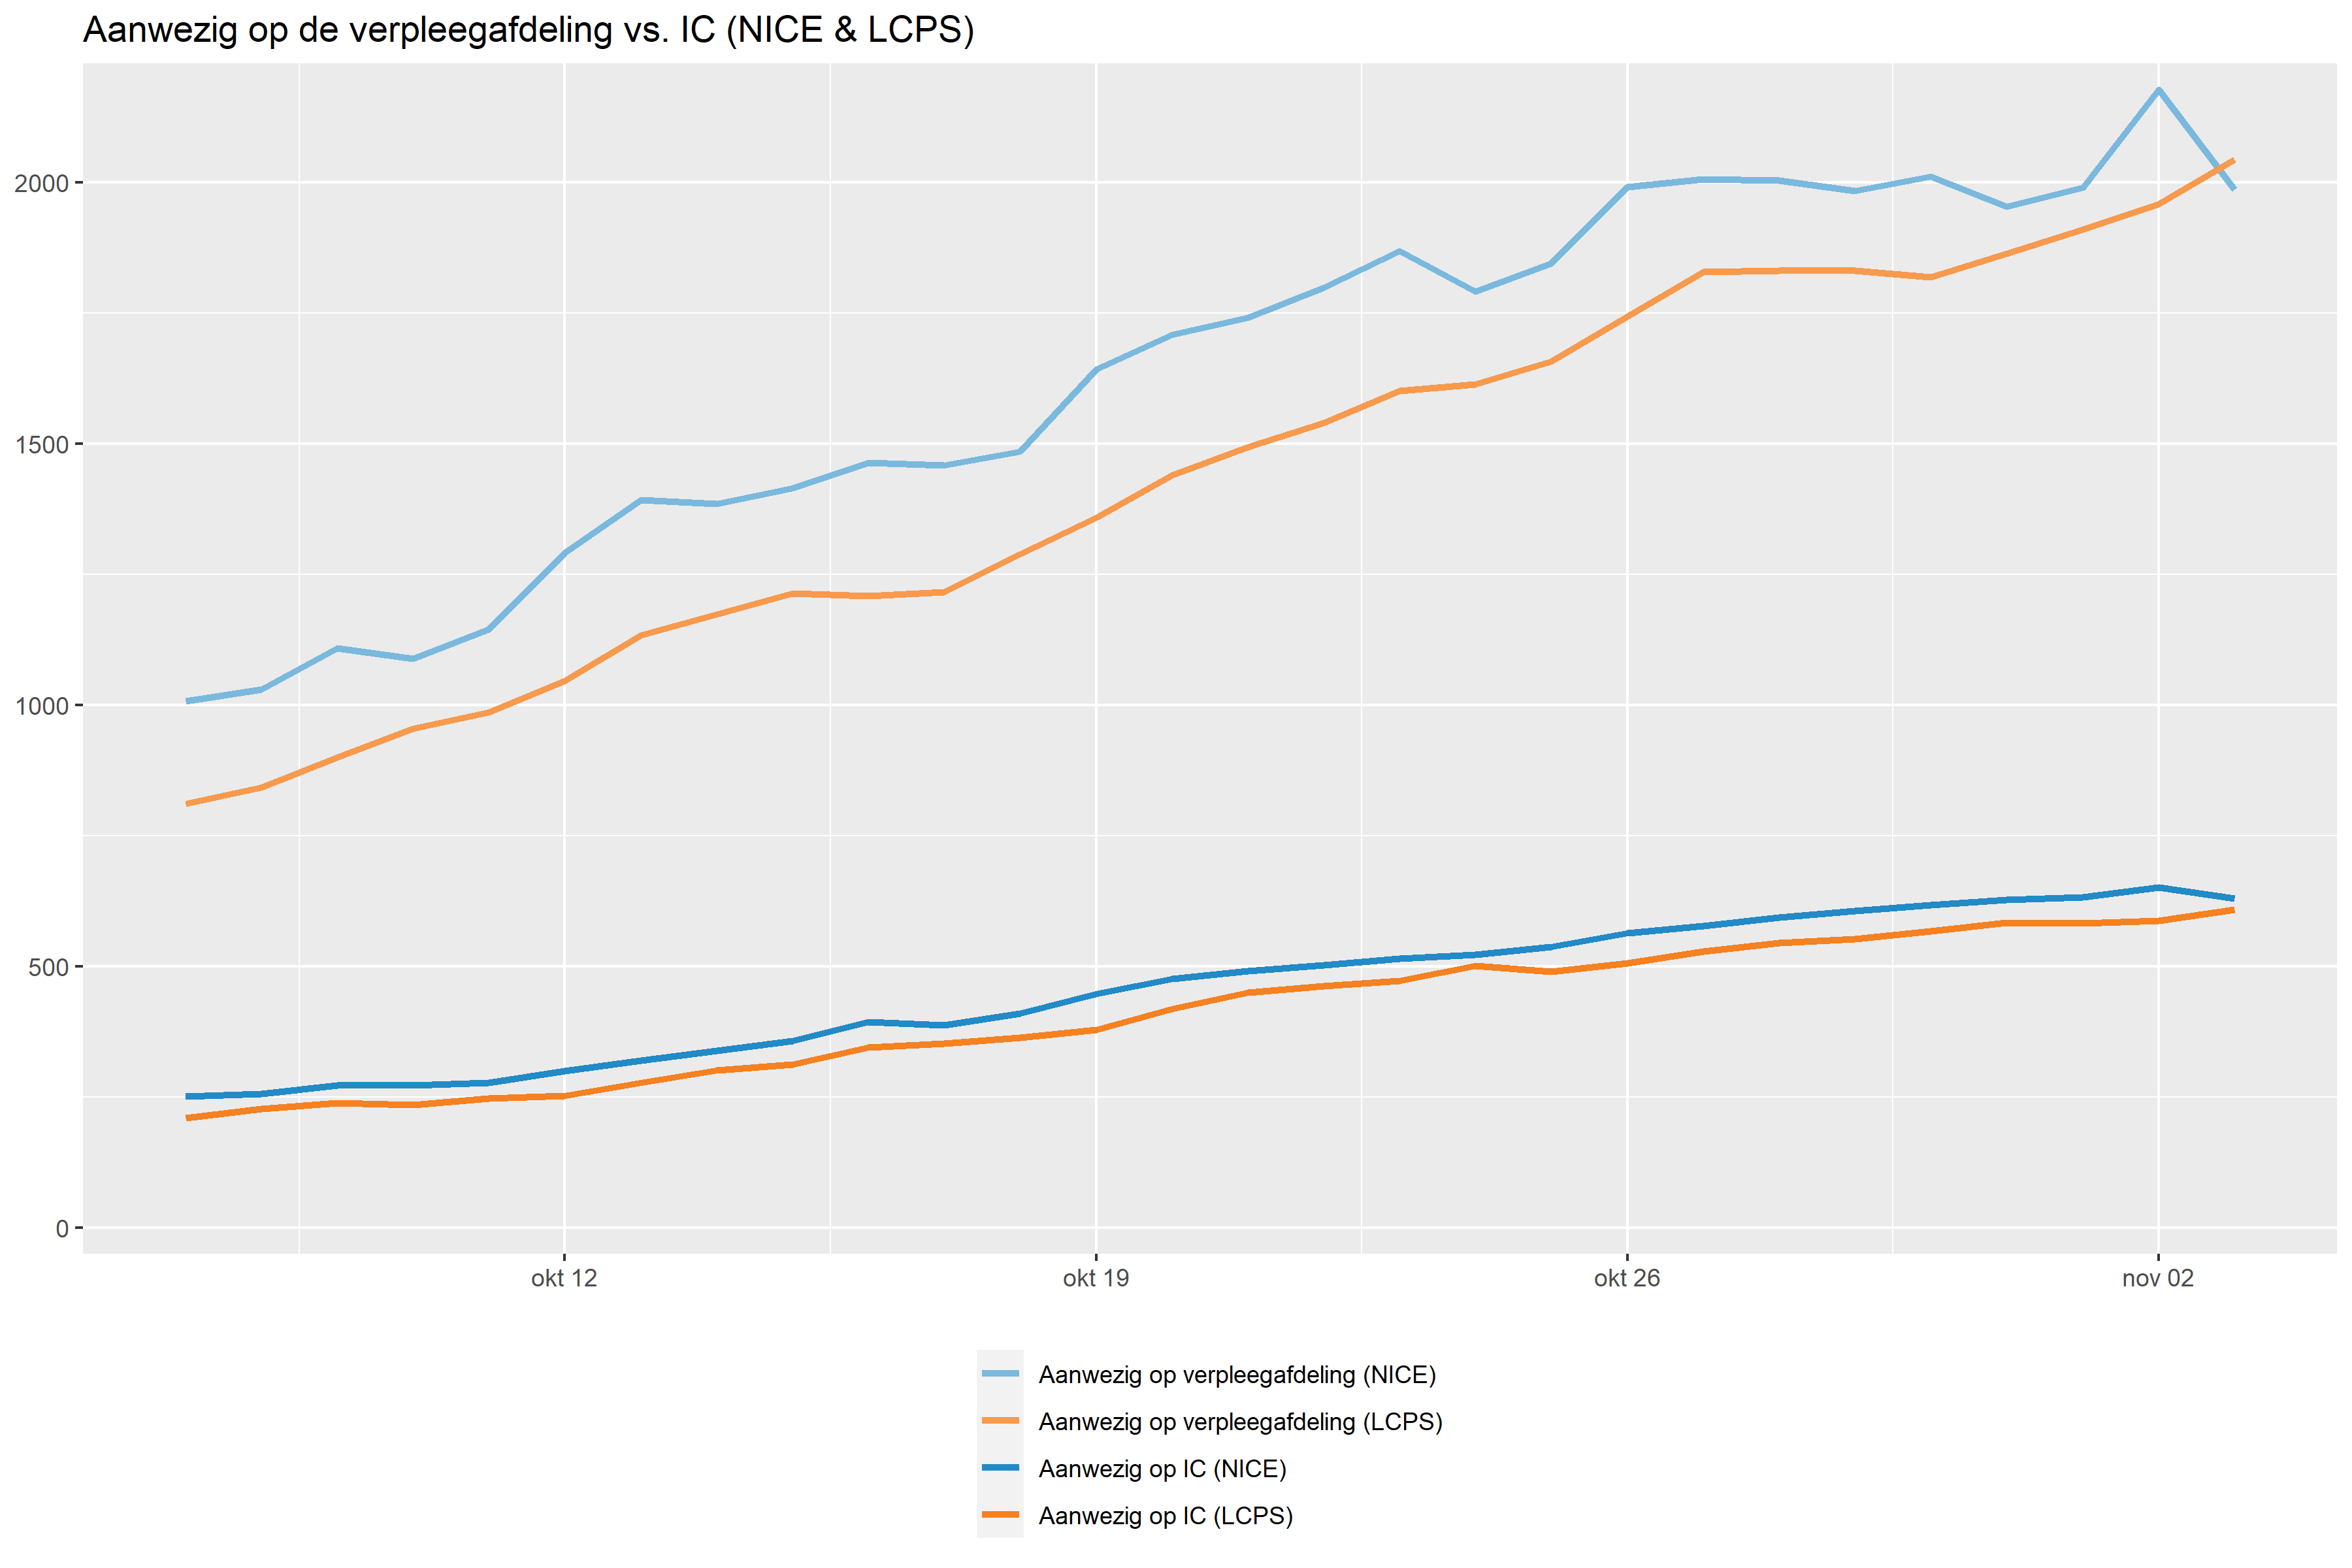 Aanwezig op de verpleegafdeling vs. IC (NICE & LCPS)
2000
1500
1000
500
0
okt 12
okt 19
okt 26
nov 02
Aanwezig op verpleegafdeling (NICE)
Aanwezig op verpleegafdeling (LCPS)
Aanwezig op IC (NICE)
Aanwezig op IC (LCPS)